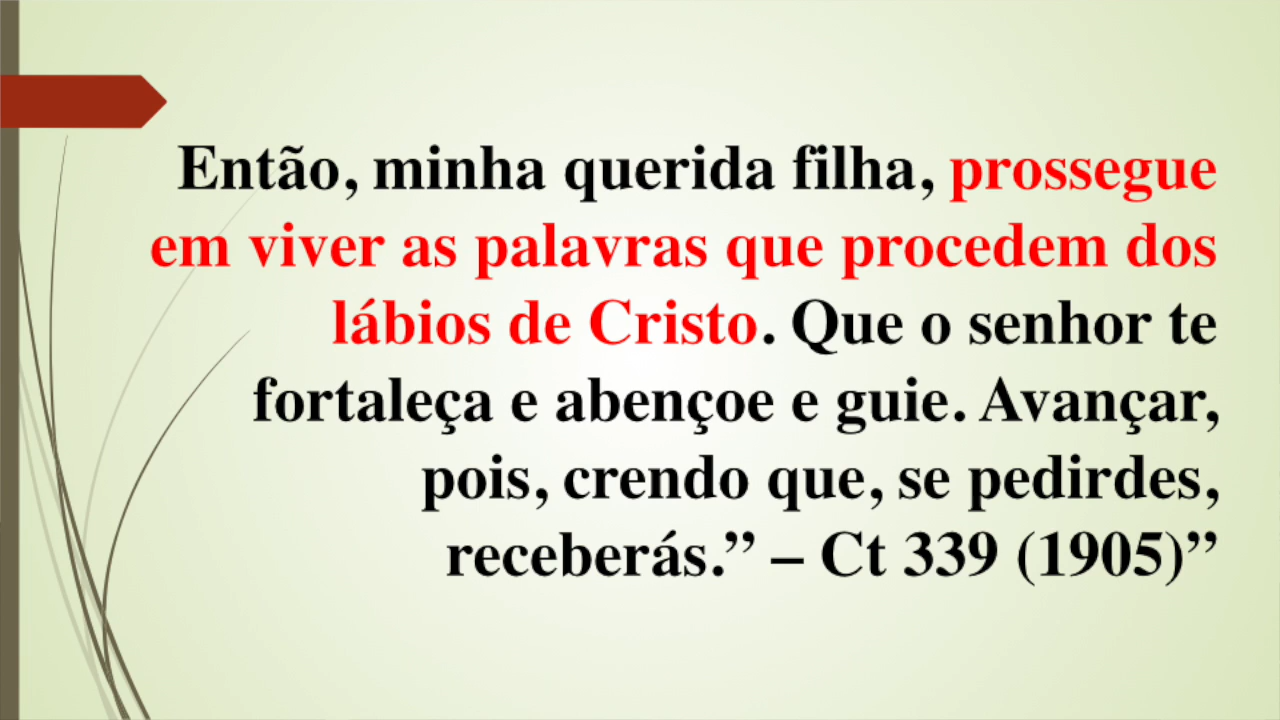 Então, minha querida filha, prossegue
em viver as palavras que procedem dos
lábios de Cristo. Que o senhor te
fortaleça e abençoe e guie. Avançar,
pois, crendo que, se pedirdes,
receberás.” – Ct 339 (1905)”